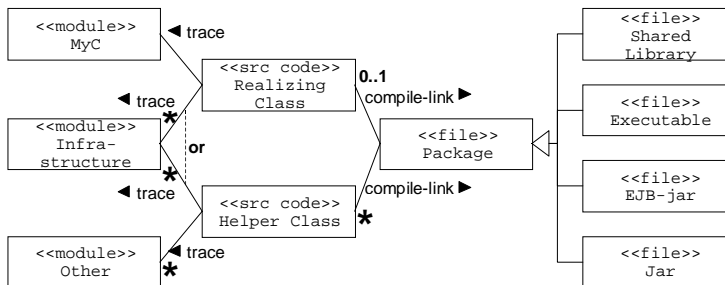 <<module>>
MyC
◄ trace
<<src code>>
Realizing
Class
0..1
compile-link ►
◄ trace
*
<<module>>
Infra-
structure
or
*
◄ trace
<<src code>>
Helper Class
*
compile-link ►
<<module>>
Other
◄ trace
*
<<file>>
Package
<<file>>
Shared
Library
<<file>>
Executable
<<file>>
EJB-jar
<<file>>
Jar